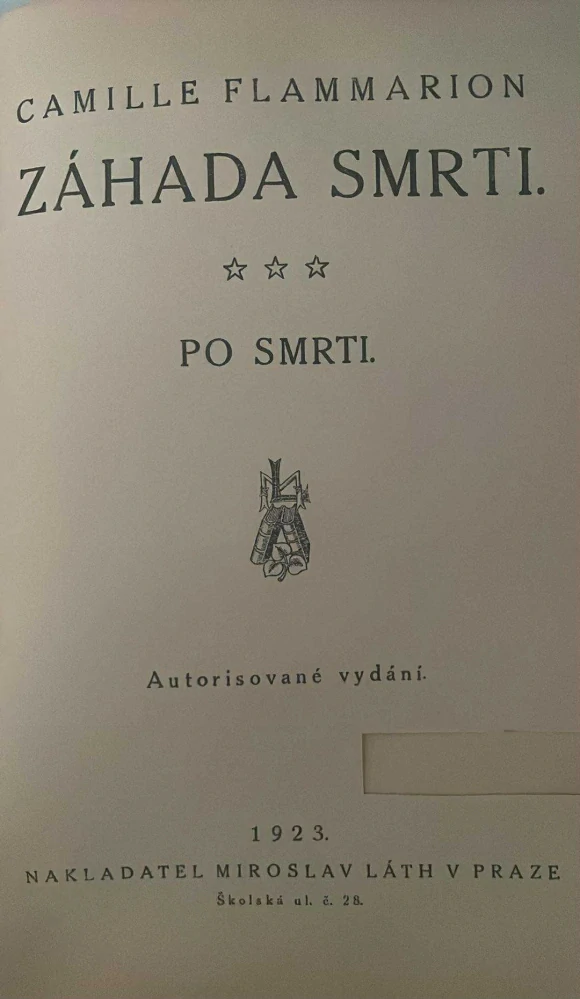 CAMILLE FLAMMARION
ZÁHADA SMRTI.
☆ ☆ ☆
PO SMRTI.
Autorisované vydání.
1923.
NAKLADATEL MIROSLAV LÁTH V PRAZE
Školská ul. č. 28.